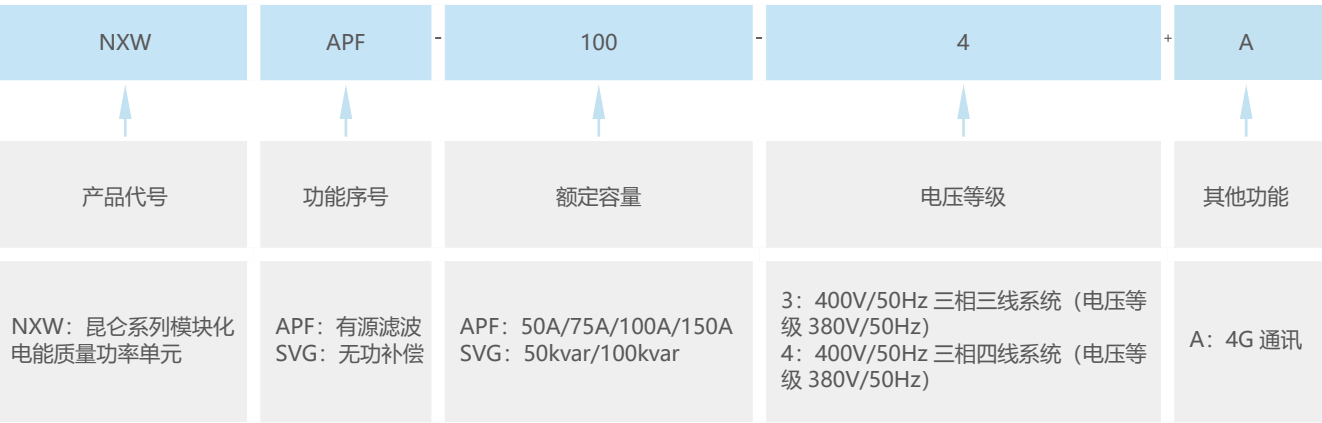 NXW APF - 100 - 4 + A
产品代号 功能序号 额定容量 电压等级 其他功能
NXW：昆仑系列模块化
电能质量功率单元
APF：有源滤波
SVG：无功补偿
APF：50A/75A/100A/150A
SVG：50kvar/100kvar
3：400V/50Hz 三相三线系统（电压等
级 380V/50Hz）
4：400V/50Hz 三相四线系统（电压等
级 380V/50Hz）
A：4G 通讯